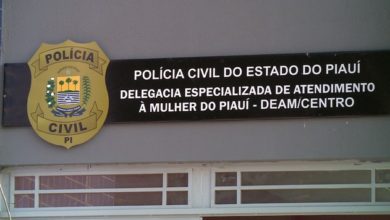 POLÍCIA
CIVIL
PI
POLÍCIA CIVIL DO ESTADO DO PIAUÍ
DELEGACIA ESPECIALIZADA DE ATENDIMENTO
À MULHER DO PIAUÍ - DEAM/CENTRO